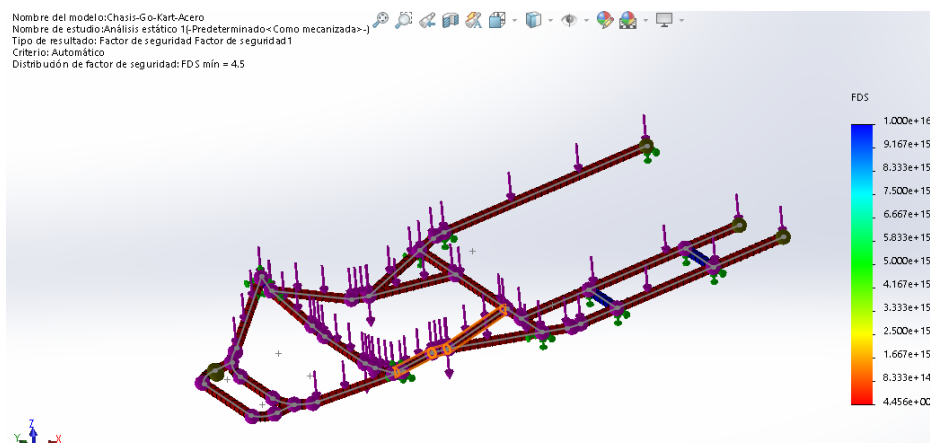 Nombre del modelo:Chasis-Go-Kart-Acero
Nombre de estudio:Análisis estático 1(-Predeterminado<Como mecanizada>-)
Tipo de resultado: Factor de seguridad Factor de seguridad1
Criterio: Automático
Distribución de factor de seguridad: FDS mín = 4.5
FDS
1.000e+16
9.167e+15
8.333e+15
7.500e+15
6.667e+15
5.833e+15
5.000e+15
4.167e+15
3.333e+15
2.500e+15
1.667e+15
8.333e+14
4.456e+00
Z
Y
X